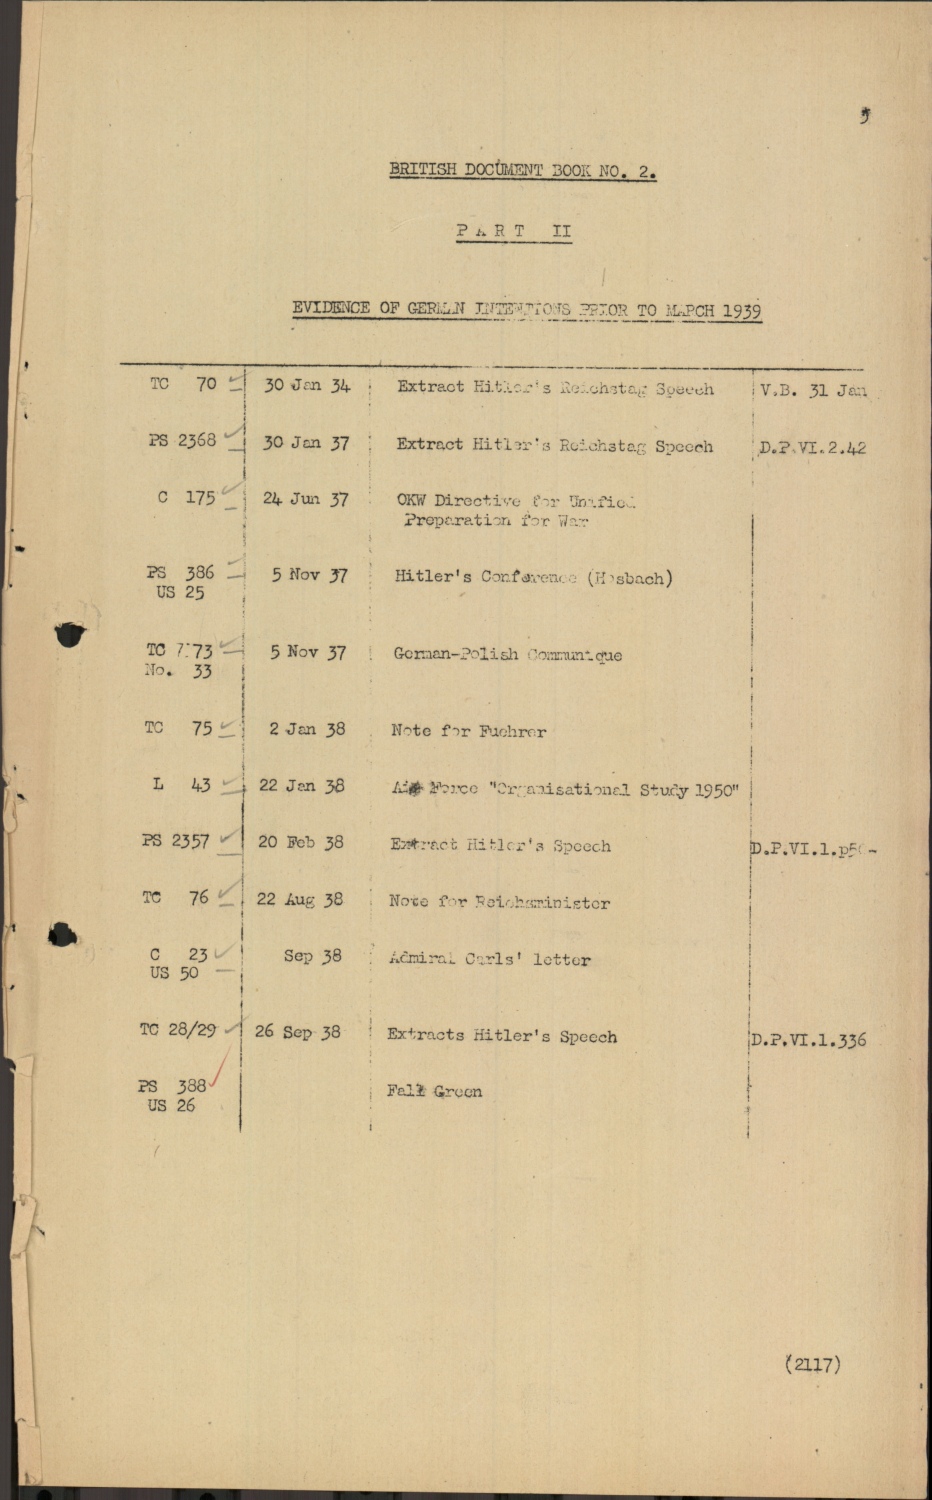 BRITISH DOCUMENT BOOK NO. 2.
PART II
EVIDENCE OF GERMAN INTENTIONS PRIOR TO MARCH 1939
TC 70 30 Jan 34 Extract Hitler's Reichstag Speech V.B. 31 Jan
PS 2368 30 Jan 37 Extract Hitler's Reichstag Speech D.P.VI.2.42
C 175 24 Jun 37 OKW Directive for Unified
Preparation for War
PS 386 5 Nov 37 Hitler's Conference (Hosbach)
US 25
TC 73 5 Nov 37 German-Polish Communique
No. 33
TC 75 2 Jan 38 Note for Fuehrer
L 43 22 Jan 38 Air Force "Organisational Study 1950"
PS 2357 20 Feb 38 Extract Hitler's Speech
TC 76 22 Aug 38 Note for Reichsminister
C 23 Sep 38 Admiral Carls' letter
US 50
TC 28/29 26 Sep 38 Extracts Hitler's Speech D.P.VI.1.336
PS 388 Fall Green
US 26
(2117)